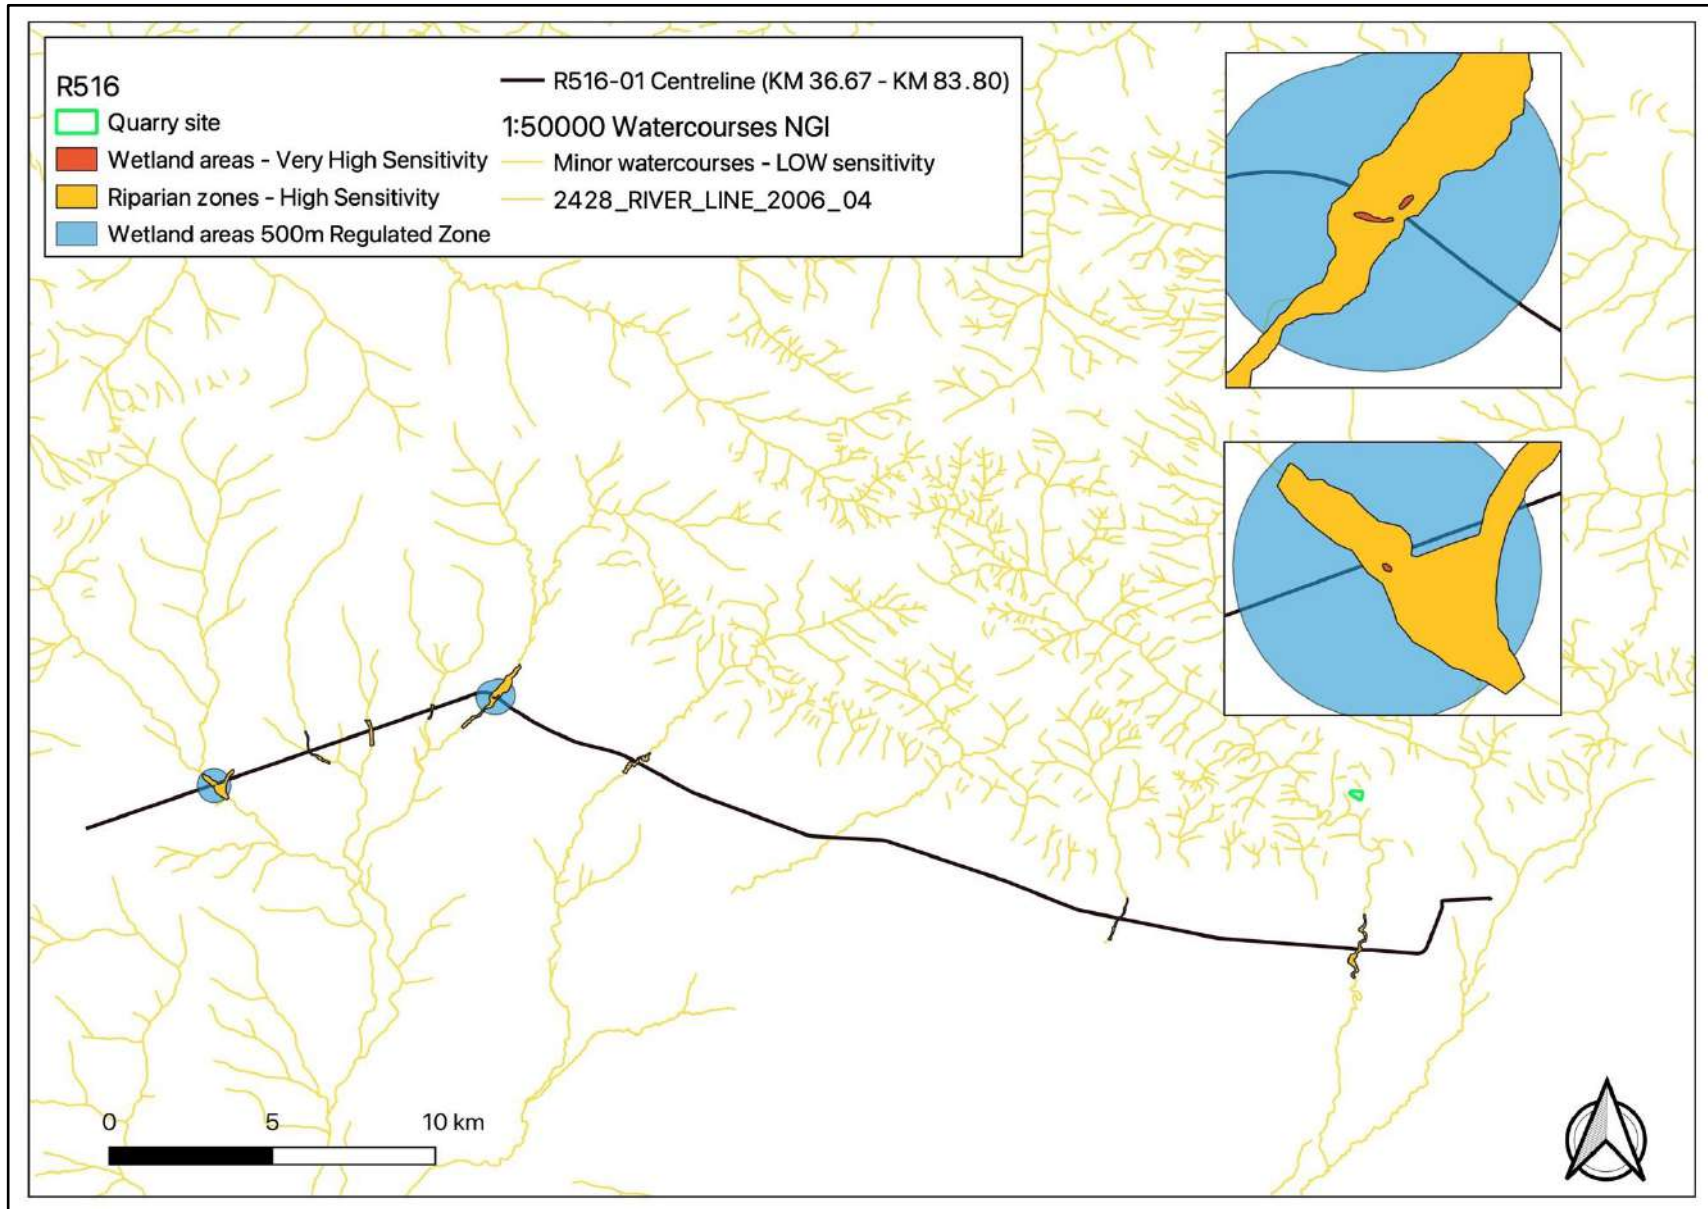 R516
Quarry site
Wetland areas - Very High Sensitivity
Riparian zones - High Sensitivity
Wetland areas 500m Regulated Zone
R516-01 Centreline (KM 36.67 - KM 83.80)
1:50000 Watercourses NGI
Minor watercourses - LOW sensitivity
2428_RIVER_LINE_2006_04
0 5 10 km